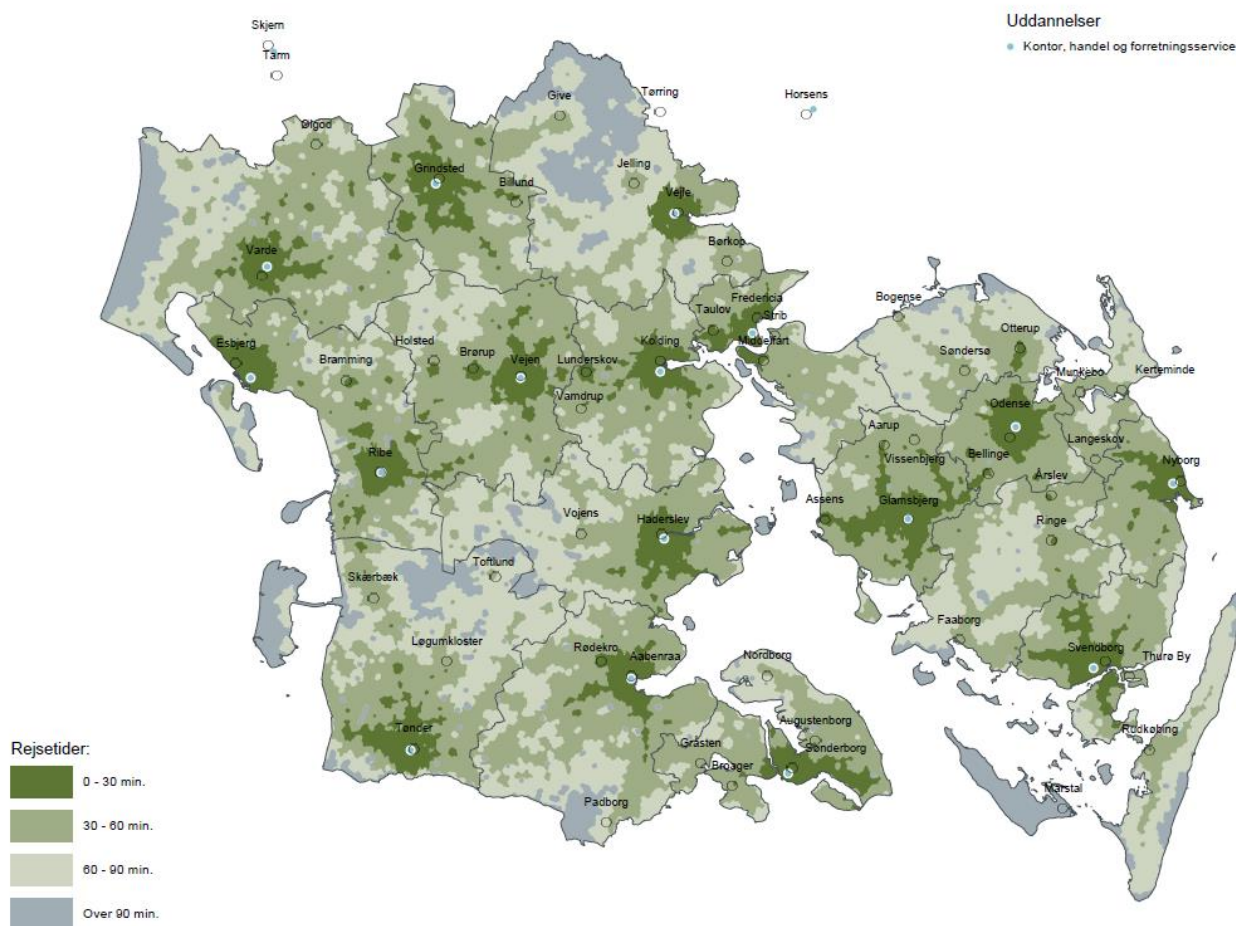 Skjem
Tarm
Uddannelser
Kontor, handel og forretningsservice
Give
Tørring
Horsens
Ølgod
Grindsted
Billund
Jelling
Vejle
Varde
Børkop
Taulov
Fredericia
Strib
Middelfart
Bogense
Otterup
Søndersø
Munkebo
Kerteminde
Esbjerg
Bramming
Holsted
Brørup
Vejen
Lunderskov
Kolding
Vamdrup
Odense
Aarup
Vissenbjerg
Bellinge
Langeskov
Nyborg
Årslev
Ribe
Assens
Glamsbjerg
Ringe
Vojens
Haderslev
Toftlund
Skærbæk
Faaborg
Svendborg
Thurø By
Løgumkloster
Rødekro
Aabenraa
Nordborg
Augustenborg
Rudkøbing
Tønder
Gråsten
Sønderborg
Broager
Padborg
Marstal
Rejsetider:
0 - 30 min.
30 - 60 min.
60 - 90 min.
Over 90 min.